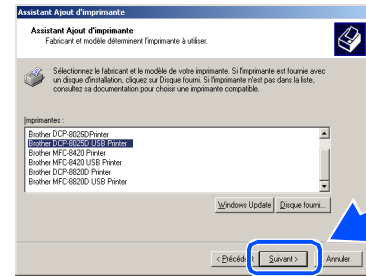 Assistant Ajout d'imprimante
Assistant Ajout d'imprimante
Fabricant et modèle déterminent l'imprimante à utiliser.
Sélectionnez le fabricant et le modèle de votre imprimante. Si l'imprimante est fournie avec
un disque d'installation, cliquez sur Disque fourni. Si l'imprimante n'est pas dans la liste,
consultez sa documentation pour choisir une imprimante compatible.
Imprimantes :
Brother DCP-8025DPrinter
Brother DCP-8025D USB Printer
Brother MFC-8420 Printer
Brother MFC-8420 USB Printer
Brother MFC-8820D Printer
Brother MFC-8820D USB Printer
Windows Update
Disque fourni...
< Précédent
Suivant >
Annuler